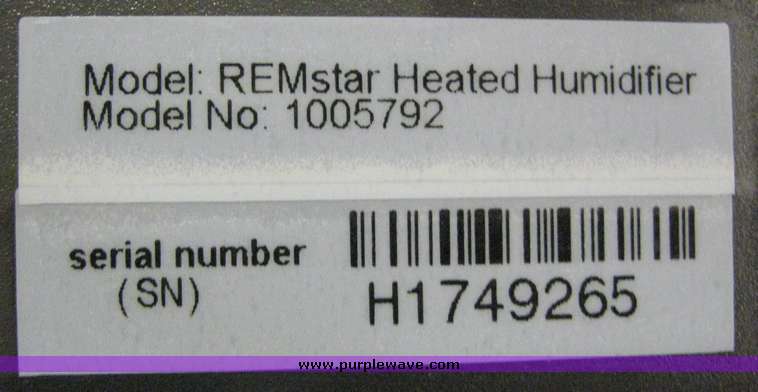 Model: REMstar Heated Humidifier
Model No: 1005792
serial number
(SN)
H1749265
www.purplewave.com